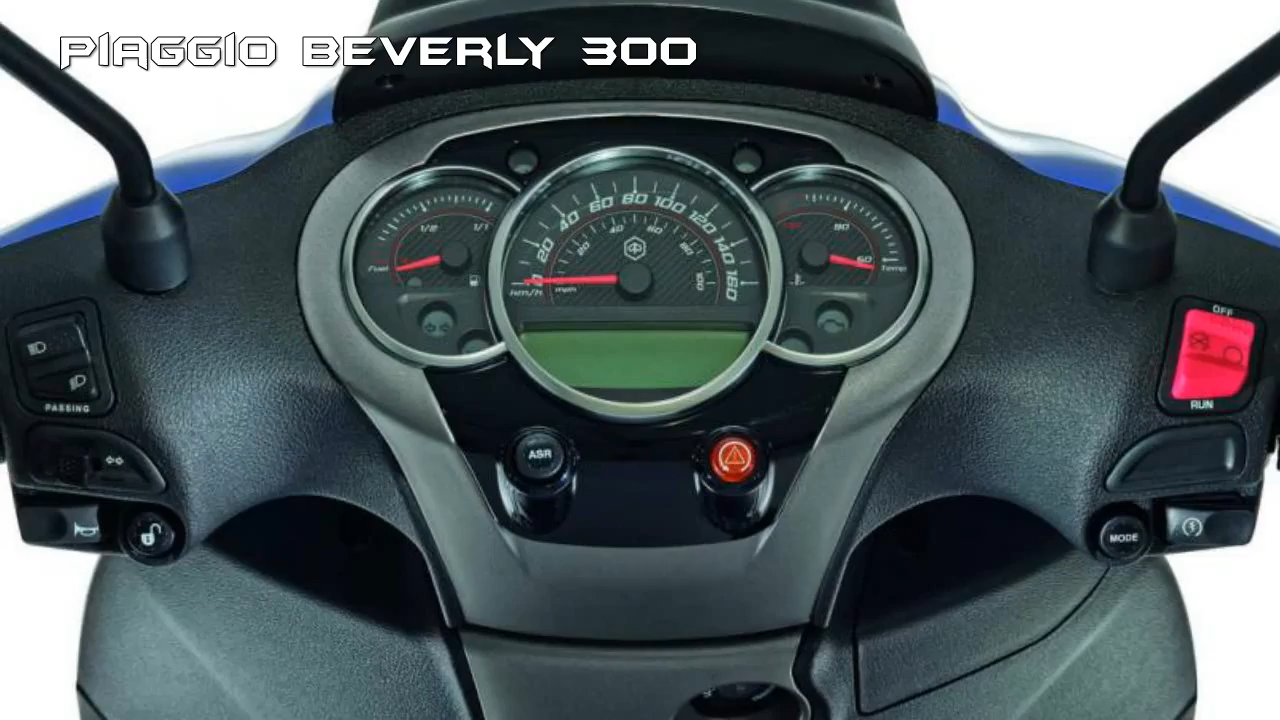 PIAGGIO BEVERLY 300
1/2
1/1
Fuel
20 40 60 80 100 120 140 160
20 40 60 80 100
km/h
mph
80
60
Temp
OFF
RUN
PASSING
ASR
MODE